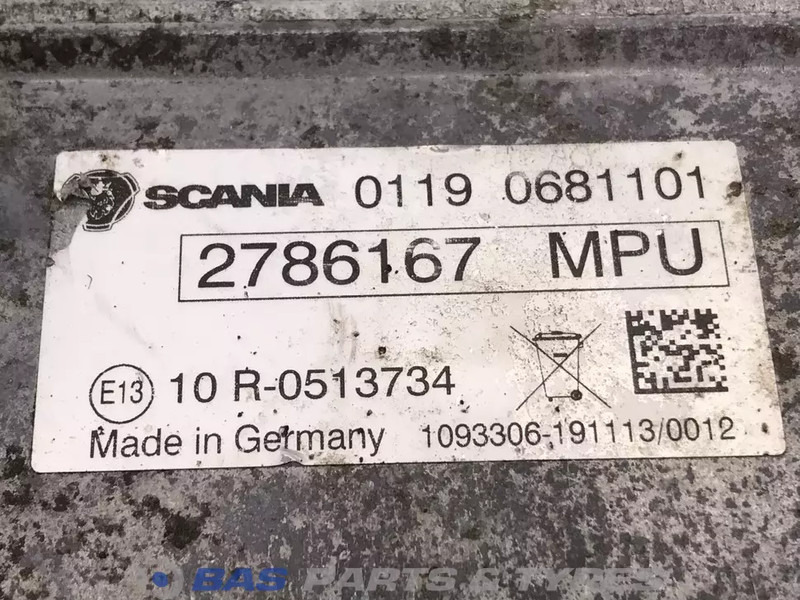 SCANIA 0119 0681101
2786167 MPU
E13 10 R-0513734
Made in Germany 1093306-191113/0012
BAS PARTS & TYRES